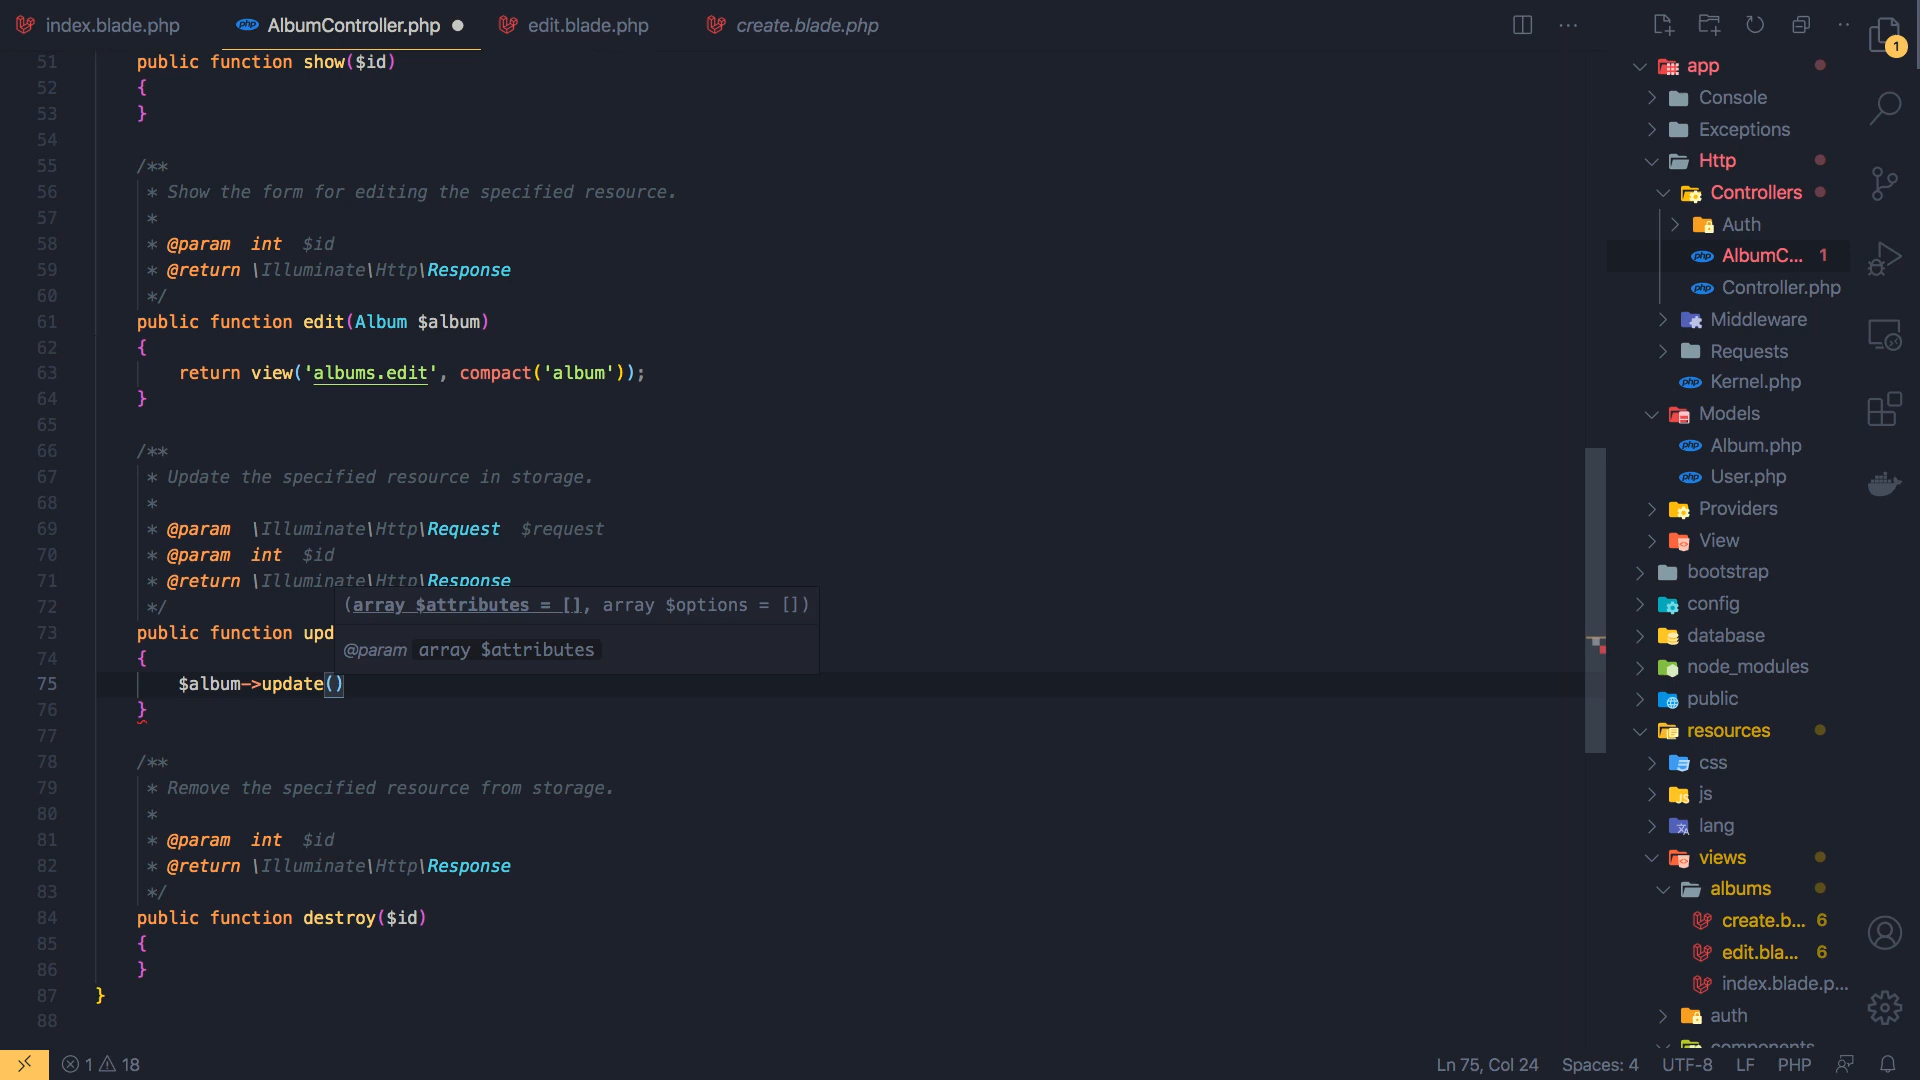 index.blade.php
AlbumController.php
edit.blade.php
create.blade.php
51 public function show($id)
52 {
53 }
54
55 /**
56 * Show the form for editing the specified resource.
57 *
58 * @param int $id
59 * @return \Illuminate\Http\Response
60 */
61 public function edit(Album $album)
62 {
63 return view('albums.edit', compact('album'));
64 }
65
66 /**
67 * Update the specified resource in storage.
68 *
69 * @param \Illuminate\Http\Request $request
70 * @param int $id
71 * @return \Illuminate\Http\Response
72 */
(array $attributes = [], array $options = [])
73 public function upd
@param array $attributes
74 {
75 $album->update()
76 }
77
78 /**
79 * Remove the specified resource from storage.
80 *
81 * @param int $id
82 * @return \Illuminate\Http\Response
83 */
84 public function destroy($id)
85 {
86 }
87 }
88
app
Console
Exceptions
Http
Controllers
Auth
php AlbumC... 1
php Controller.php
Middleware
Requests
php Kernel.php
Models
php Album.php
php User.php
Providers
View
bootstrap
config
database
node_modules
public
resources
css
js
lang
views
albums
create.b... 6
edit.bla... 6
index.blade.p...
auth
components
1
1 18
Ln 75, Col 24 Spaces: 4 UTF-8 LF PHP